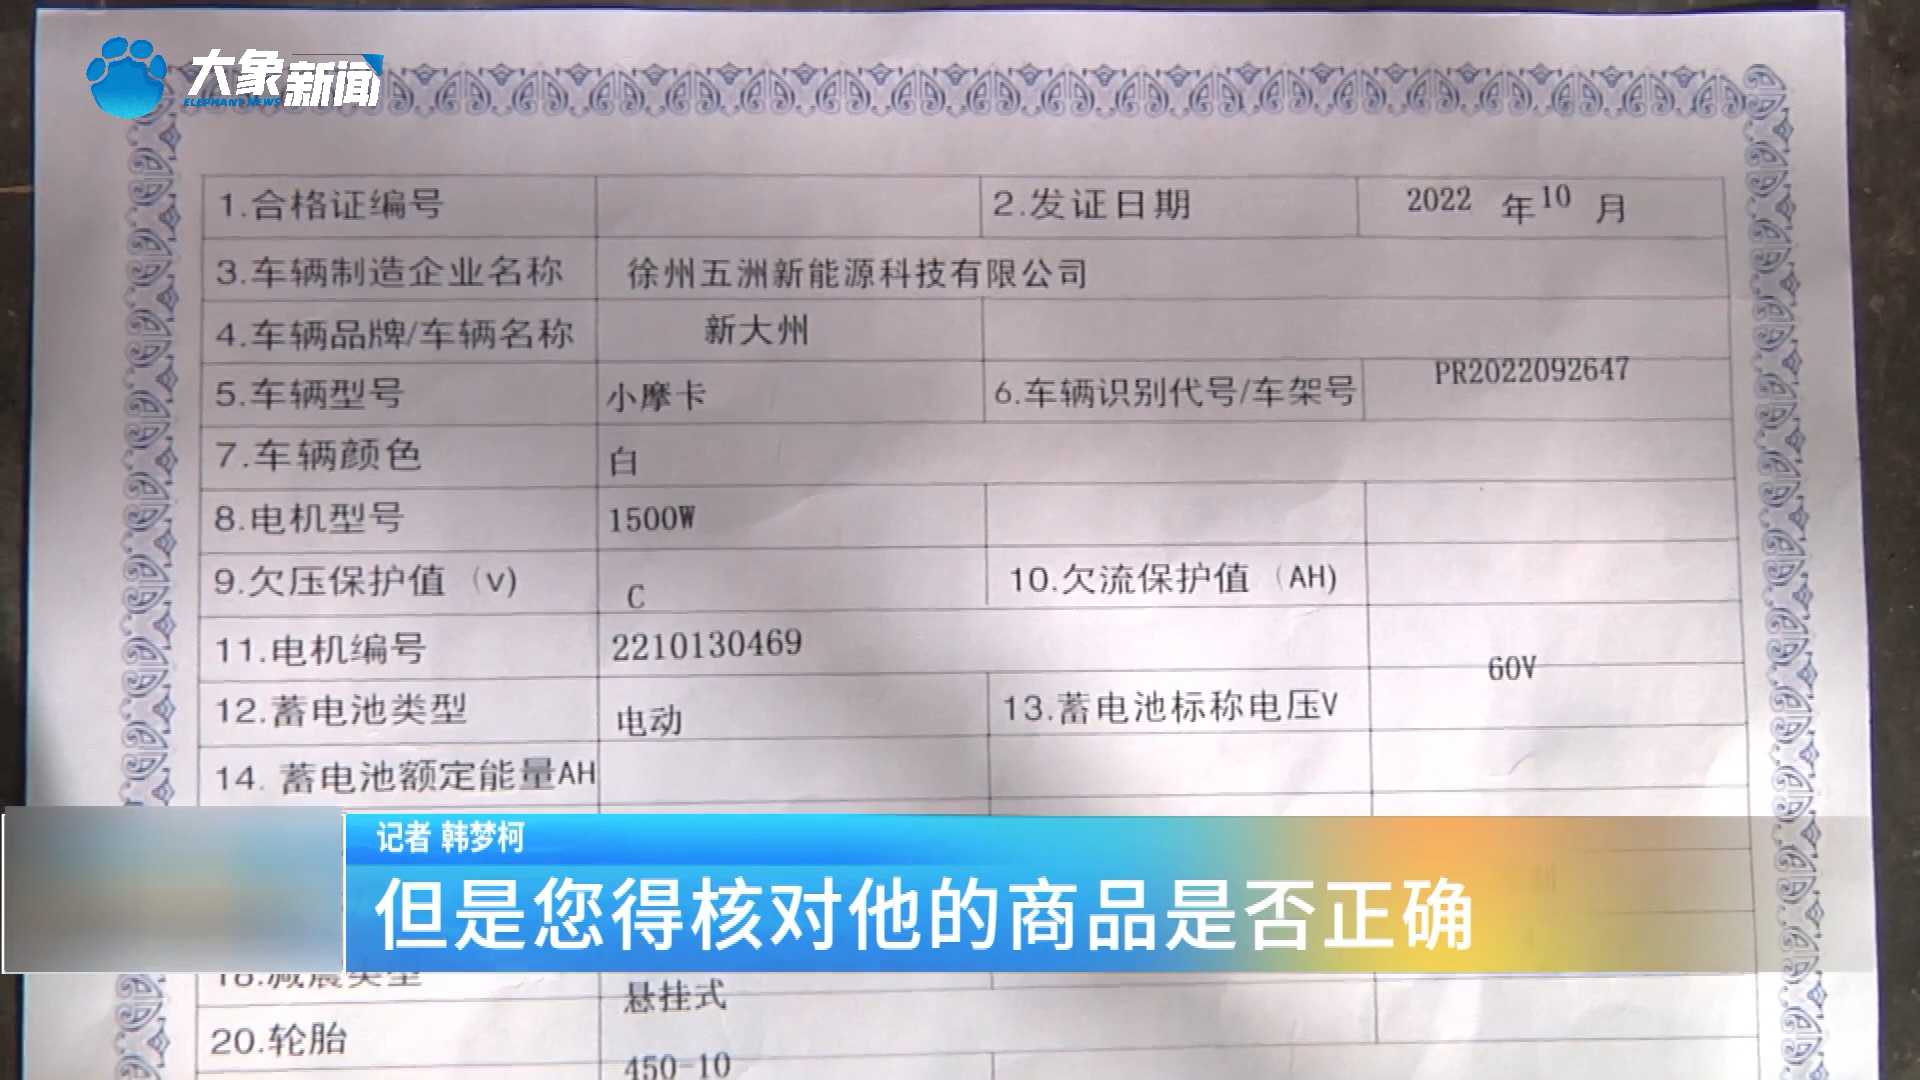 大象新闻
ELEPHANT NEWS
1.合格证编号 2.发证日期 2022 年 10 月
3.车辆制造企业名称 徐州五洲新能源科技有限公司
4.车辆品牌/车辆名称 新大州
5.车辆型号 小摩卡 6.车辆识别代号/车架号 PR2022092647
7.车辆颜色 白
8.电机型号 1500W
9.欠压保护值（v) C 10.欠流保护值（AH)
11.电机编号 2210130469
60V
12.蓄电池类型 电动 13.蓄电池标称电压V
14. 蓄电池额定能量AH
记者 韩梦柯
但是您得核对他的商品是否正确
减震类型 悬挂式
20.轮胎 450-10